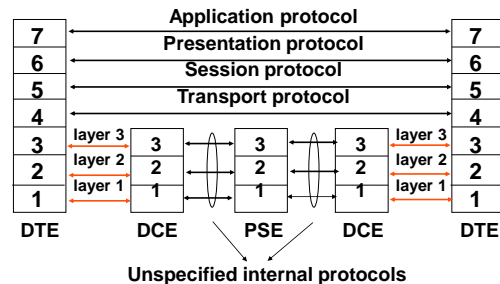 Application protocol
7 7
Presentation protocol
6 6
Session protocol
5 5
Transport protocol
4 4
3 layer 3 3 3 3 layer 3 3
2 layer 2 2 2 2 layer 2 2
1 layer 1 1 1 1 layer 1 1
DTE DCE PSE DCE DTE
Unspecified internal protocols